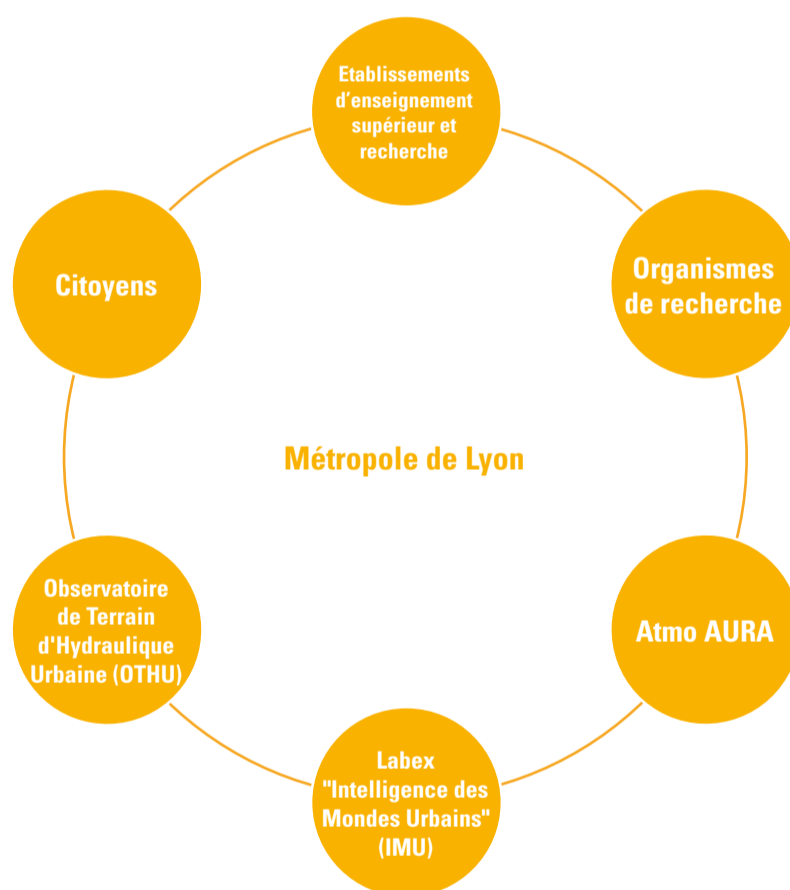 Etablissements
d'enseignement
supérieur et
recherche
Organismes
de recherche
Citoyens
Métropole de Lyon
Atmo AURA
Observatoire
de Terrain
d'Hydraulique
Urbaine (OTHU)
Labex
"Intelligence des
Mondes Urbains"
(IMU)